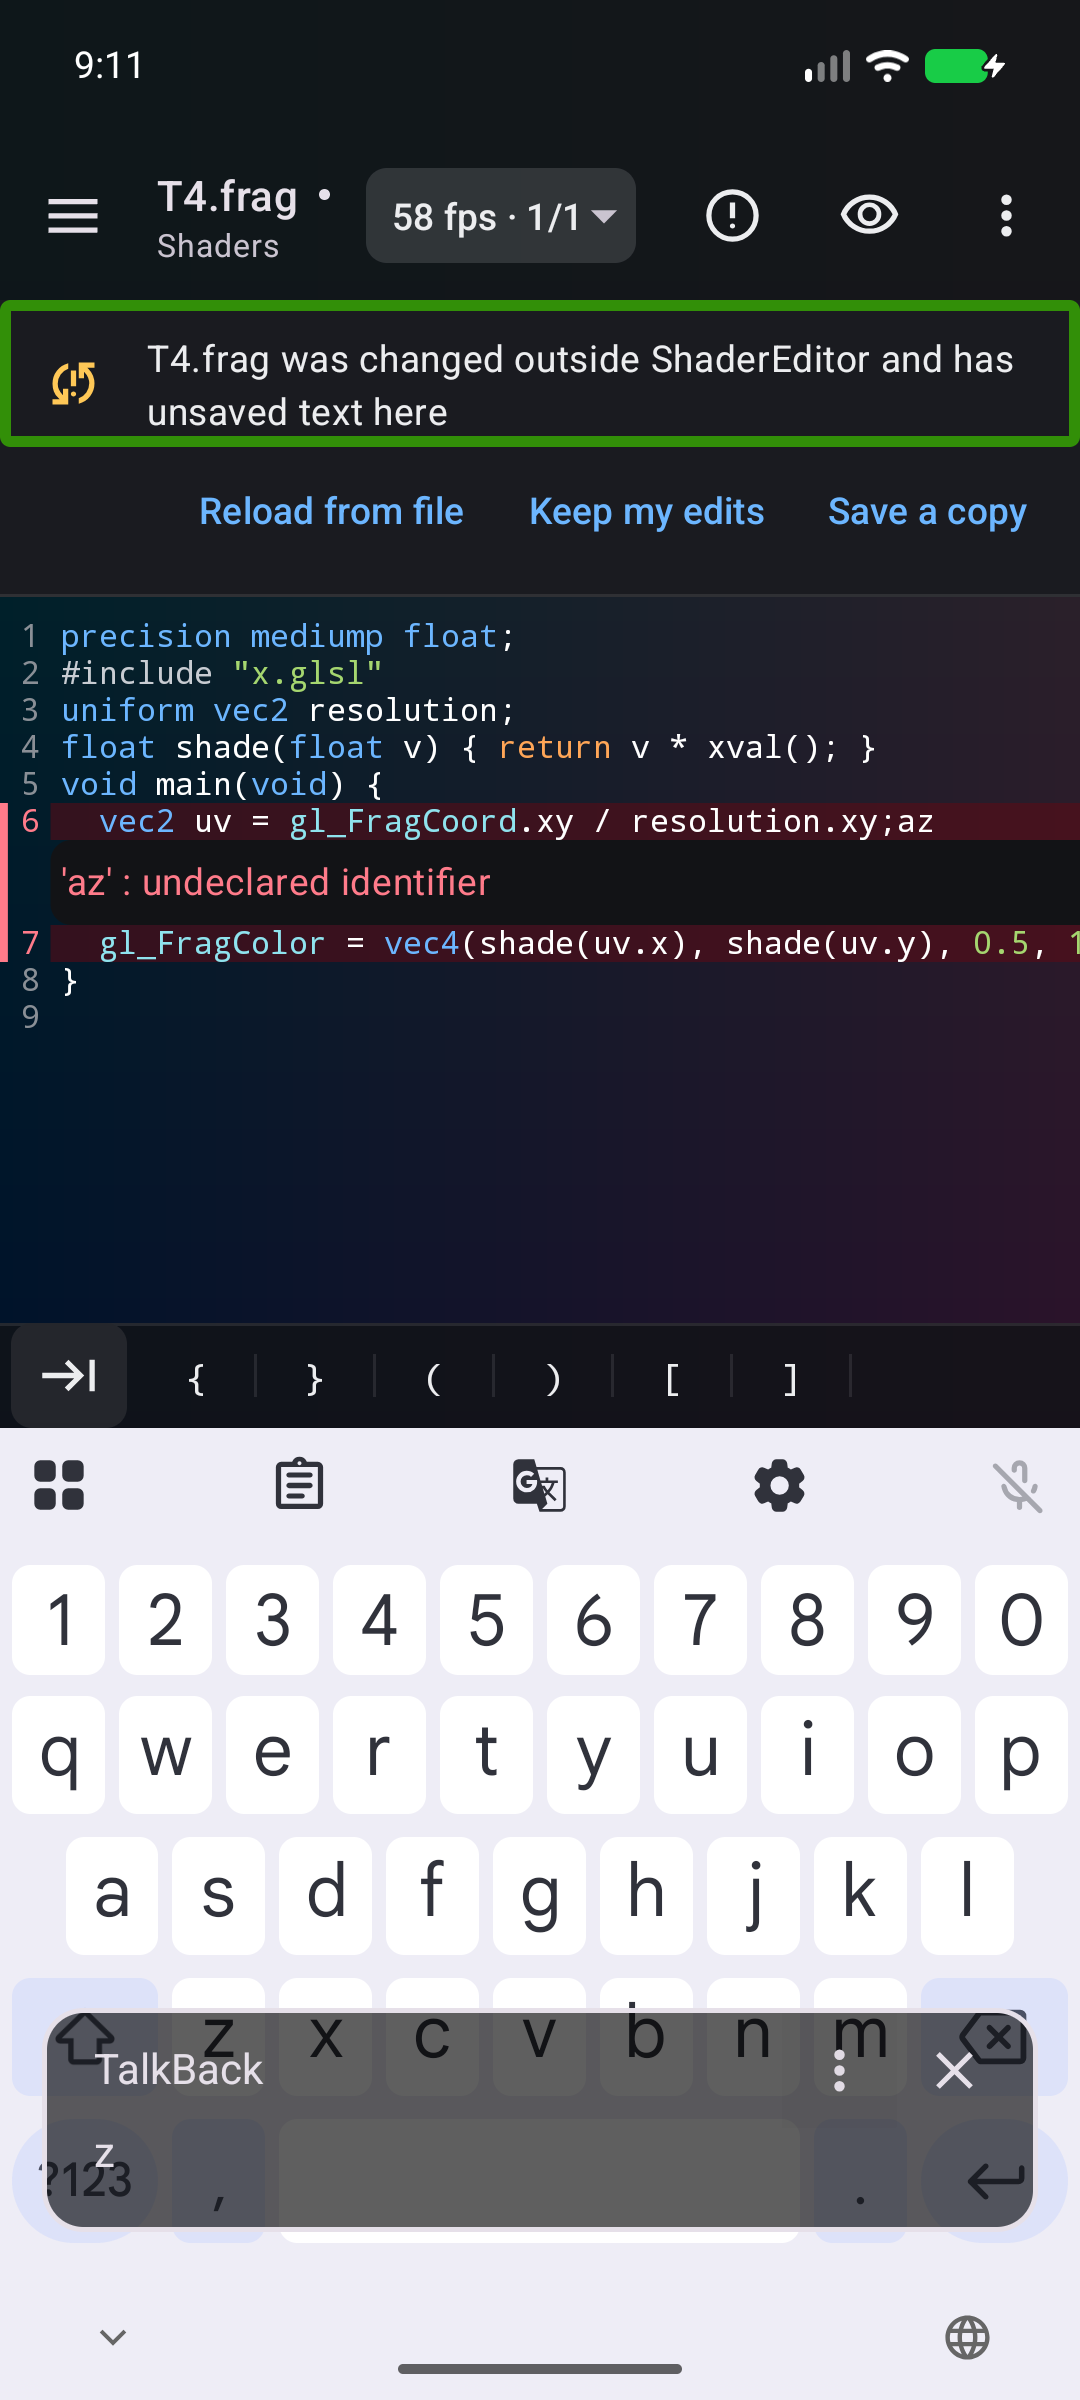 9:11
T4.frag •
Shaders
58 fps · 1/1
T4.frag was changed outside ShaderEditor and has
unsaved text here
Reload from file Keep my edits Save a copy
1 precision mediump float;
2 #include "x.glsl"
3 uniform vec2 resolution;
4 float shade(float v) { return v * xval(); }
5 void main(void) {
6 vec2 uv = gl_FragCoord.xy / resolution.xy;az
'az' : undeclared identifier
7 gl_FragColor = vec4(shade(uv.x), shade(uv.y), 0.5, 1
8 }
9
{ } ( ) [ ]
1 2 3 4 5 6 7 8 9 0
q w e r t y u i o p
a s d f g h j k l
z x c v b n m
TalkBack
z
?123 , .